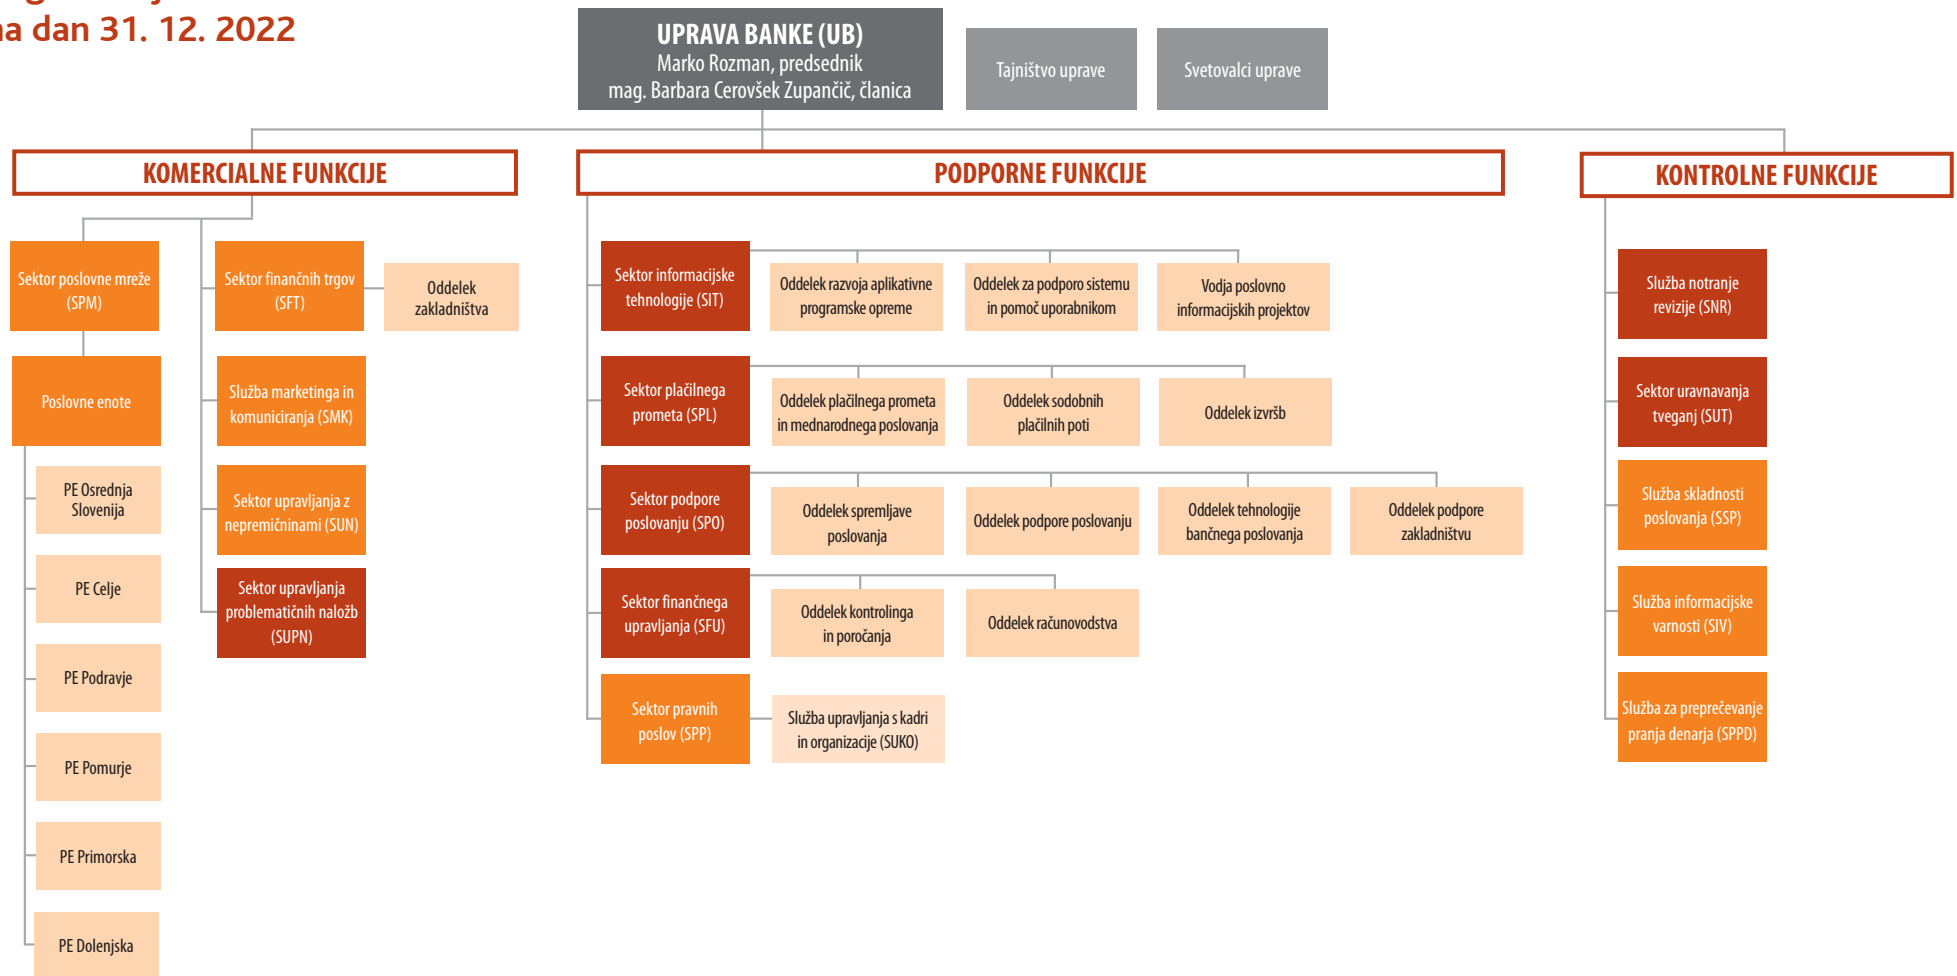 na dan 31. 12. 2022
UPRAVA BANKE (UB)
Marko Rozman, predsednik
mag. Barbara Cerovšek Zupančič, članica
Tajništvo uprave
Svetovalci uprave
KOMERCIALNE FUNKCIJE
Sektor poslovne mreže
(SPM)
Poslovne enote
PE Osrednja
Slovenija
PE Celje
PE Podravje
PE Pomurje
PE Primorska
PE Dolenjska
Sektor finančnih trgov
(SFT)
Oddelek
zakladništva
Služba marketinga in
komuniciranja (SMK)
Sektor upravljanja z
nepremičninami (SUN)
Sektor upravljanja
problematičnih naložb
(SUPN)
PODPORNE FUNKCIJE
Sektor informacijske
tehnologije (SIT)
Oddelek razvoja aplikativne
programske opreme
Oddelek za podporo sistemu
in pomoč uporabnikom
Vodja poslovno
informacijskih projektov
Sektor plačilnega
prometa (SPL)
Oddelek plačilnega prometa
in mednarodnega poslovanja
Oddelek sodobnih
plačilnih poti
Oddelek izvršb
Sektor podpore
poslovanju (SPO)
Oddelek spremljave
poslovanja
Oddelek podpore poslovanju
Oddelek tehnologije
bančnega poslovanja
Oddelek podpore
zakladništvu
Sektor finančnega
upravljanja (SFU)
Oddelek kontrolinga
in poročanja
Oddelek računovodstva
Sektor pravnih
poslov (SPP)
Služba upravljanja s kadri
in organizacije (SUKO)
KONTROLNE FUNKCIJE
Služba notranje
revizije (SNR)
Sektor uravnavanja
tveganj (SUT)
Služba skladnosti
poslovanja (SSP)
Služba informacijske
varnosti (SIV)
Služba za preprečevanje
pranja denarja (SPPD)